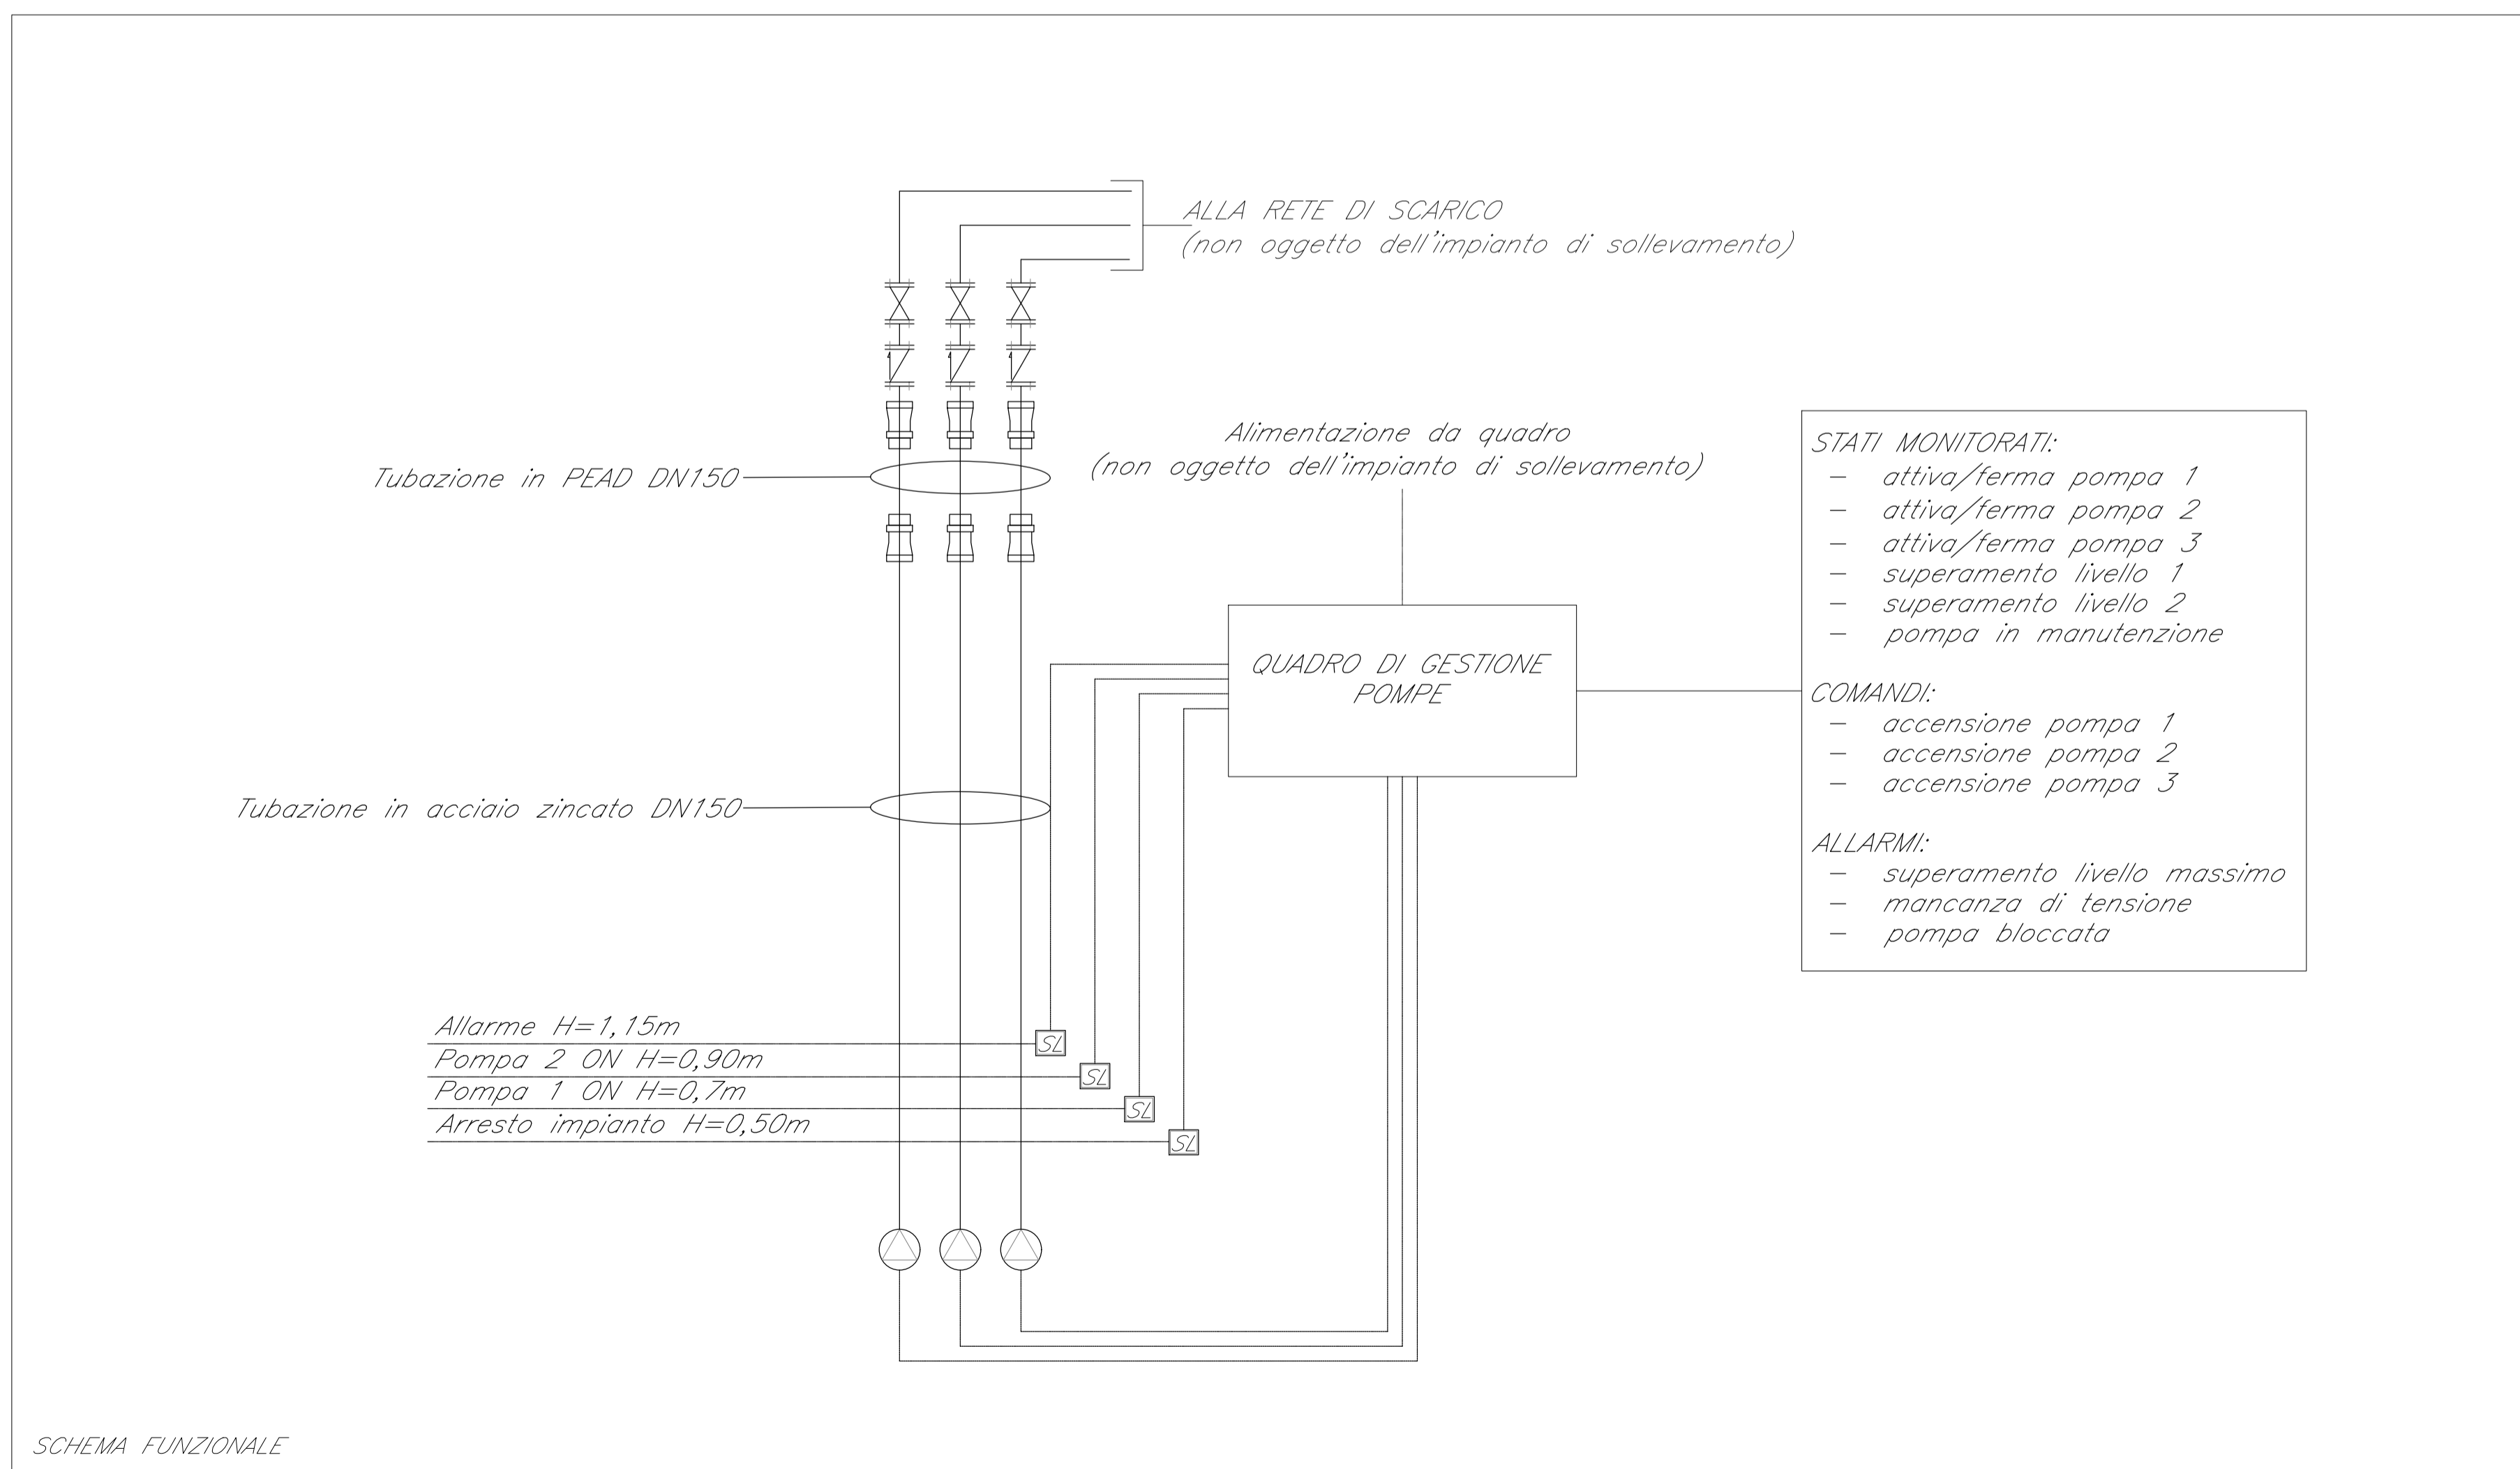 ALLA RETE DI SCARICO
(non oggetto dell'impianto di sollevamento)
Tubazione in PEAD DN150
Alimentazione da quadro
(non oggetto dell'impianto di sollevamento)
QUADRO DI GESTIONE
POMPE
STATI MONITORATI:
- attiva/ferma pompa 1
- attiva/ferma pompa 2
- attiva/ferma pompa 3
- superamento livello 1
- superamento livello 2
- pompa in manutenzione
COMANDI:
- accensione pompa 1
- accensione pompa 2
- accensione pompa 3
ALLARMI:
- superamento livello massimo
- mancanza di tensione
- pompa bloccata
Tubazione in acciaio zincato DN150
Allarme H=1,15m
SL
Pompa 2 ON H=0,90m
SL
Pompa 1 ON H=0,7m
SL
Arresto impianto H=0,50m
SL
SCHEMA FUNZIONALE